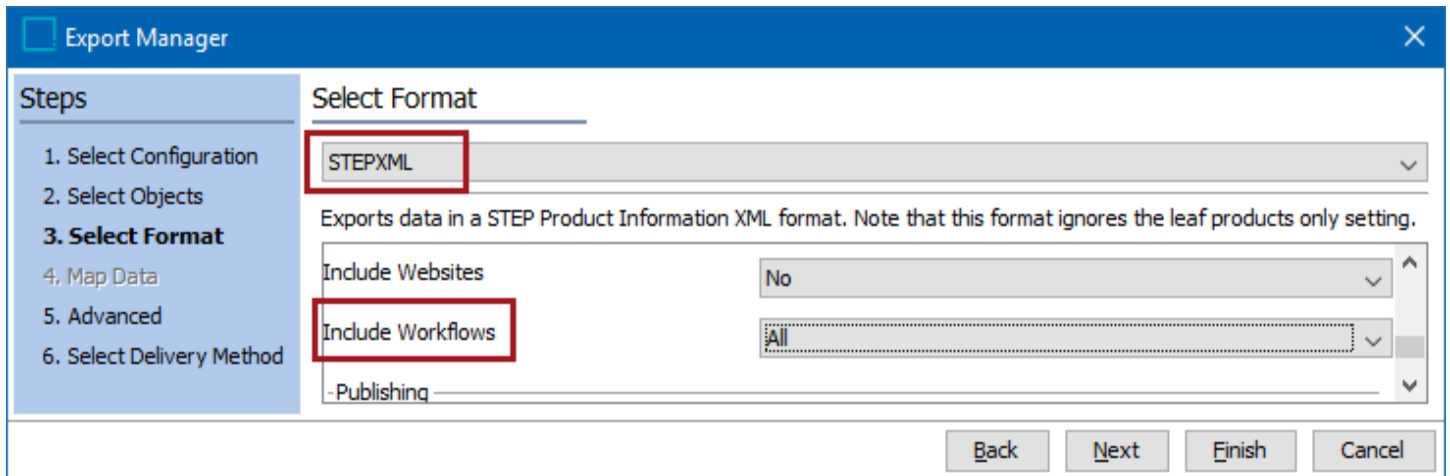 Export Manager
Steps
1. Select Configuration
2. Select Objects
3. Select Format
4. Map Data
5. Advanced
6. Select Delivery Method
Select Format
STEPXML
Exports data in a STEP Product Information XML format. Note that this format ignores the leaf products only setting.
Include Websites No
Include Workflows All
Publishing
Back Next Finish Cancel